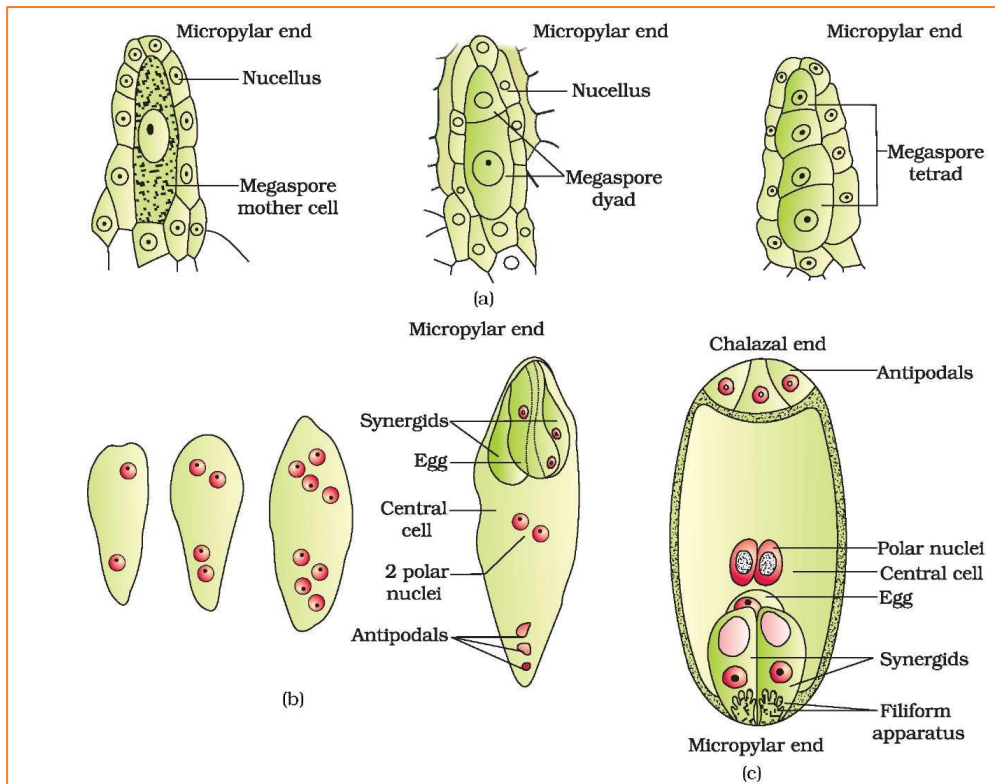 Micropylar end
Nucellus
Megaspore
mother cell
Micropylar end
Nucellus
Megaspore
dyad
Micropylar end
Megaspore
tetrad
(a)
Micropylar end
Synergids
Egg
Central
cell
2 polar
nuclei
Antipodals
(b)
Chalazal end
Antipodals
Polar nuclei
Central cell
Egg
Synergids
Filiform
apparatus
Micropylar end
(c)